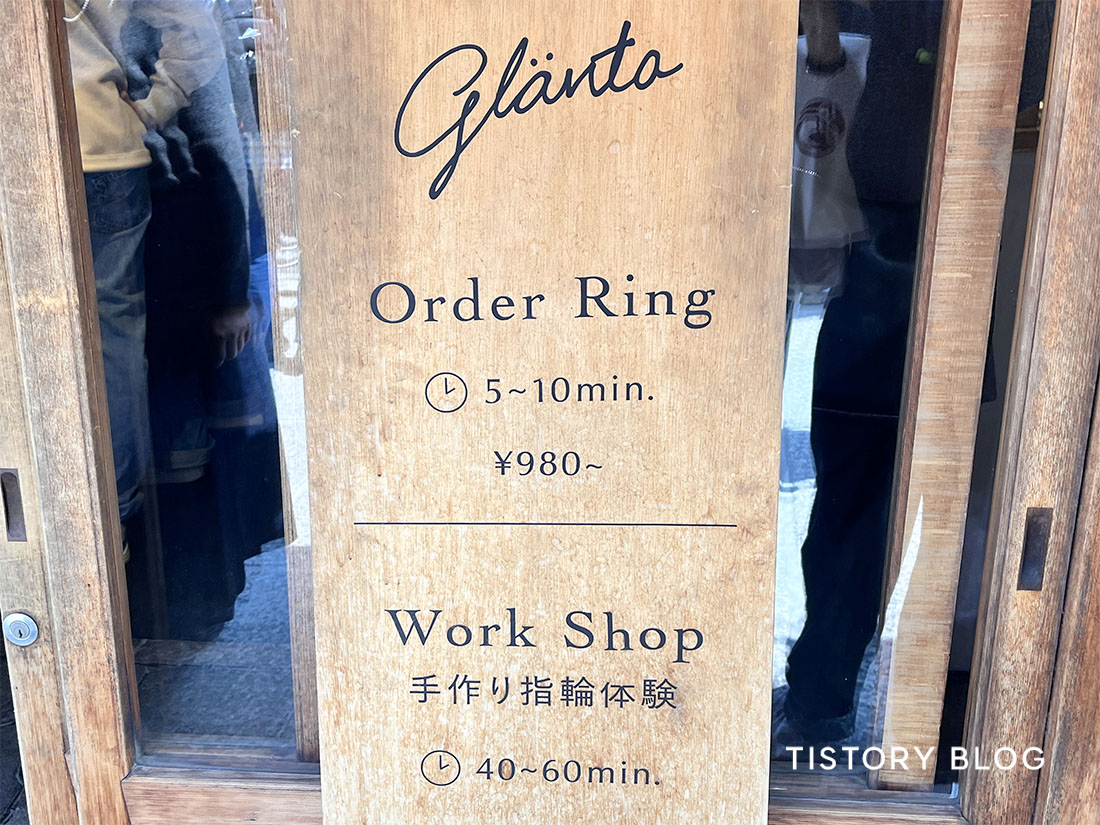 Glänta
Order Ring
5~10min.
¥980~
Work Shop
手作り指輪体験
40~60min.
TISTORY BLOG